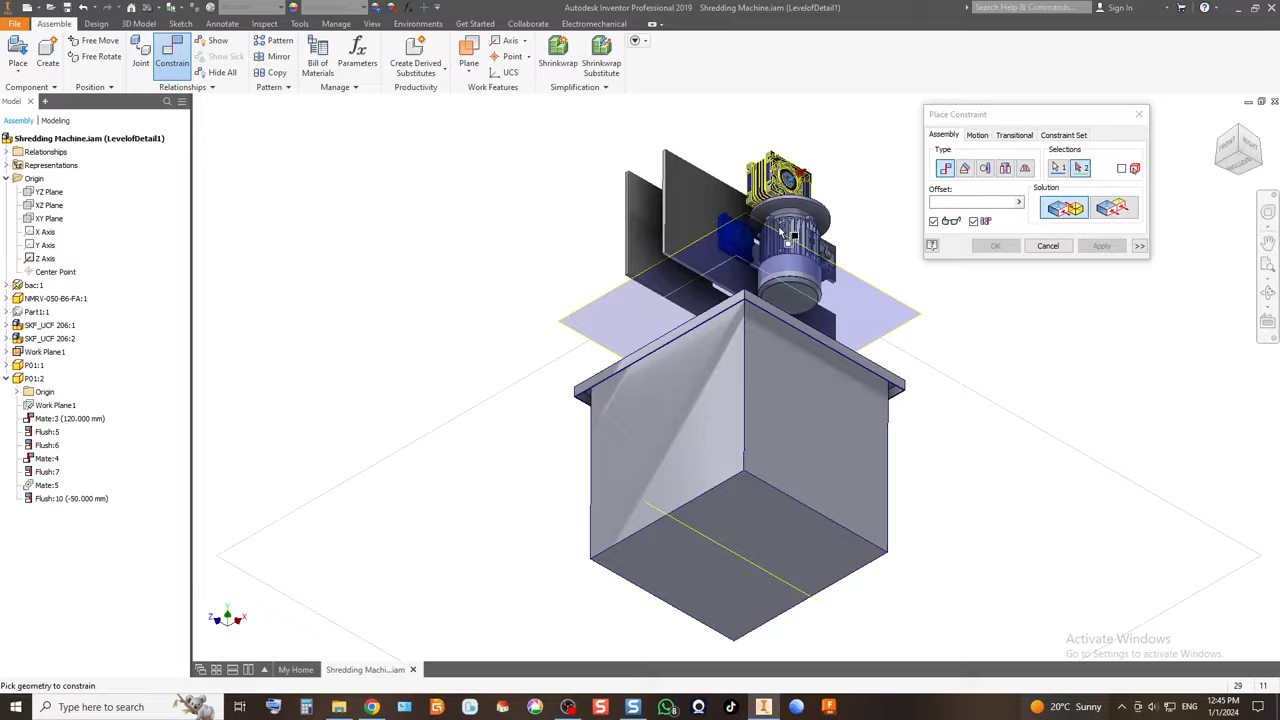 Autodesk Inventor Professional 2019   Shredding Machine.iam (LevelofDetail1)
Search Help & Commands...
Sign In
File Assemble Design 3D Model Sketch Annotate Inspect Tools Manage View Environments Get Started Collaborate Electromechanical
Place Create Free Move Free Rotate Joint Constrain Show Show Sick Hide All Pattern Mirror Copy Bill of Materials Parameters Create Derived Substitutes Plane Axis Point UCS Shrinkwrap Shrinkwrap Substitute
Component Position Relationships Pattern Manage Productivity Work Features Simplification
Model
Assembly Modeling
Shredding Machine.iam (LevelofDetail1)
Relationships
Representations
Origin
YZ Plane
XZ Plane
XY Plane
X Axis
Y Axis
Z Axis
Center Point
bac:1
NMRV-050-B6-FA:1
Part1:1
SKF_UCF 206:1
SKF_UCF 206:2
Work Plane1
P01:1
P01:2
Origin
Work Plane1
Mate:3 (120.000 mm)
Flush:5
Flush:6
Mate:4
Flush:7
Mate:5
Flush:10 (-50.000 mm)
Place Constraint
Assembly Motion Transitional Constraint Set
Type Selections
1 2
Offset: Solution
OK Cancel Apply >>
FRONT RIGHT
Z Y X
Activate Windows
Go to Settings to activate Windows.
My Home Shredding Machi...iam
Pick geometry to constrain
29 11
Type here to search
20°C Sunny
12:45 PM
1/1/2024